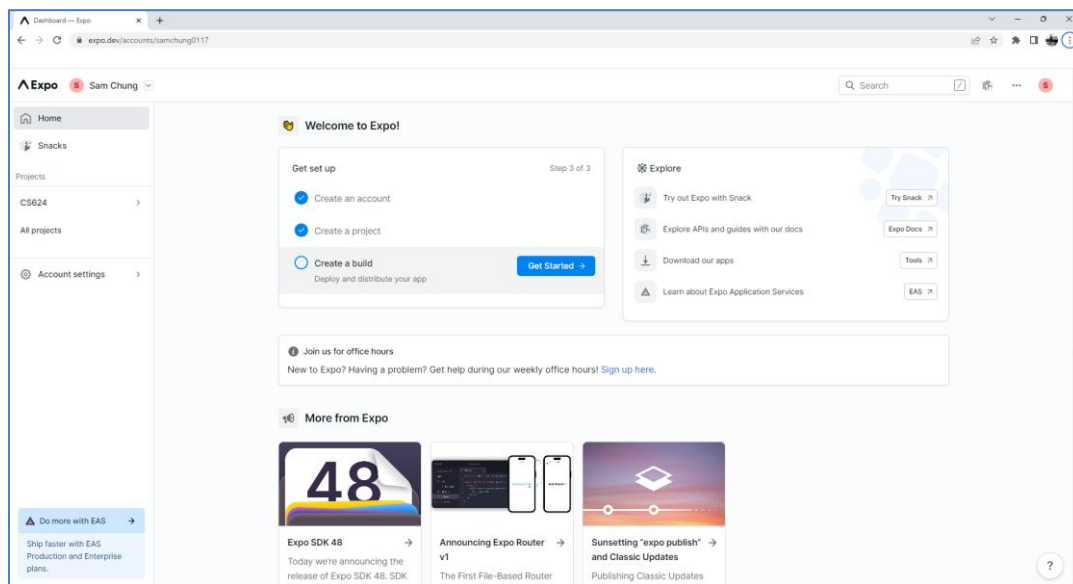 Dashboard — Expo
expo.dev/accounts/samchung0117
Expo S Sam Chung
Search /
S
Home
Snacks
Projects
CS624
All projects
Account settings
Do more with EAS
Ship faster with EAS
Production and Enterprise
plans.
Welcome to Expo!
Get set up Step 3 of 3
Create an account
Create a project
Create a build
Deploy and distribute your app
Get Started
Explore
Try out Expo with Snack Try Snack
Explore APIs and guides with our docs Expo Docs
Download our apps Tools
Learn about Expo Application Services EAS
Join us for office hours
New to Expo? Having a problem? Get help during our weekly office hours! Sign up here.
More from Expo
48
Expo SDK 48
Today we're announcing the
release of Expo SDK 48. SDK
Announcing Expo Router
v1
The First File-Based Router
Sunsetting "expo publish"
and Classic Updates
Publishing Classic Updates
?